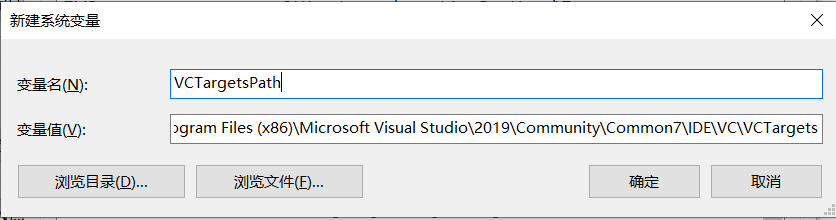 新建系统变量
变量名(N):
VCTargetsPath
变量值(V):
ogram Files (x86)\Microsoft Visual Studio\2019\Community\Common7\IDE\VC\VCTargets
浏览目录(D)...
浏览文件(F)...
确定
取消